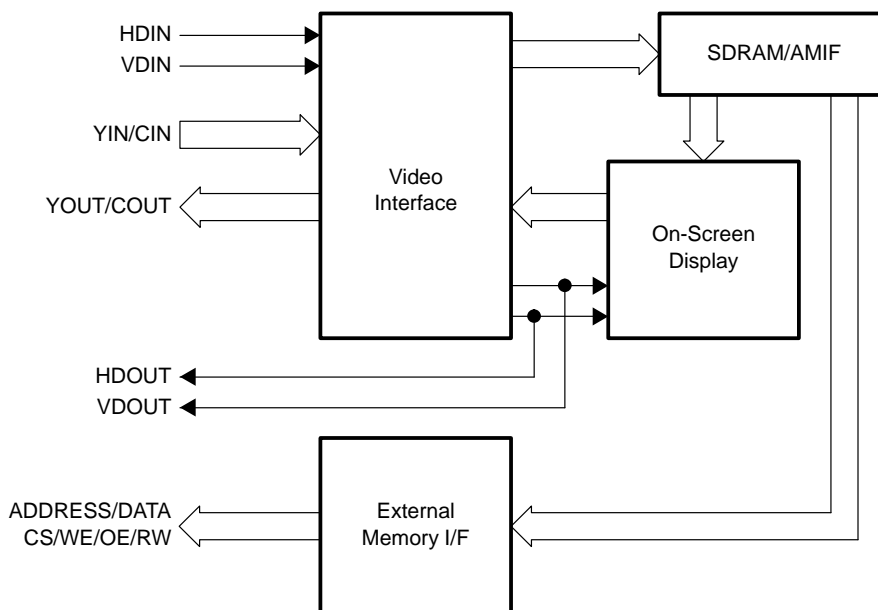 HDIN
VDIN
SDRAM/AMIF
YIN/CIN
Video
Interface
YOUT/COUT
On-Screen
Display
HDOUT
VDOUT
ADDRESS/DATA
CS/WE/OE/RW
External
Memory I/F